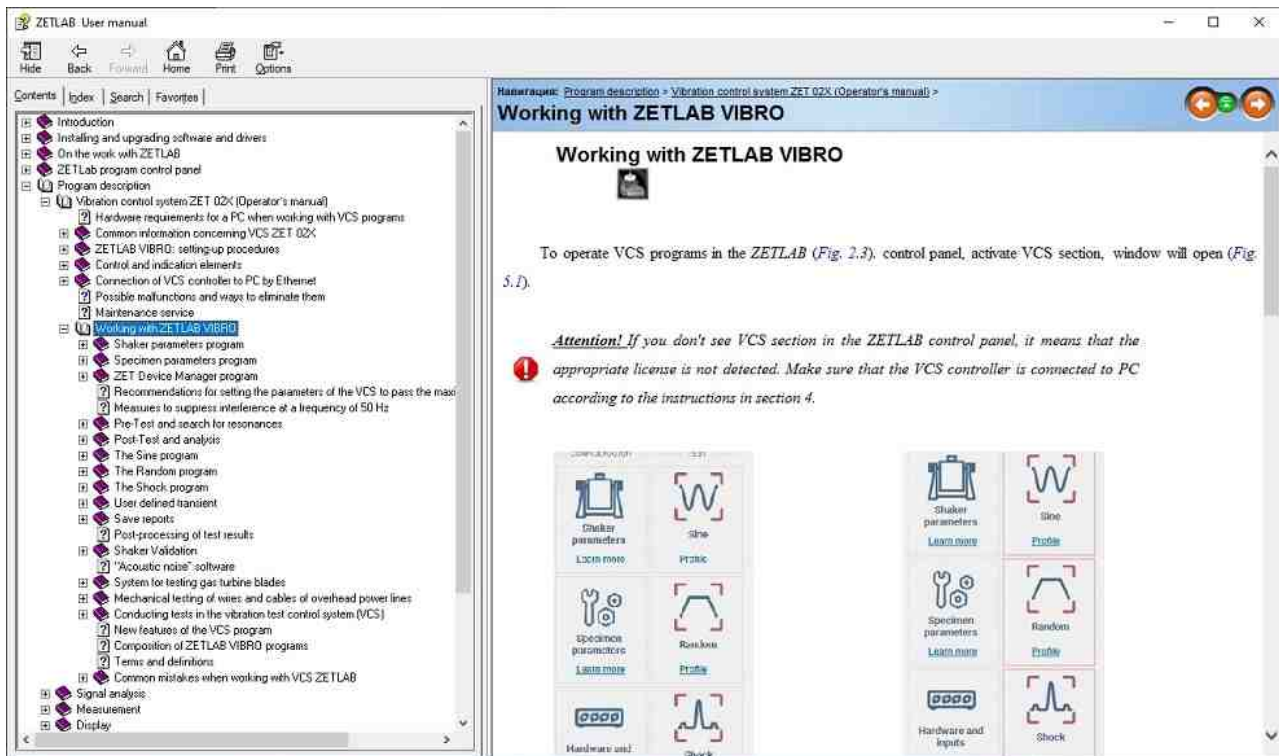 ZETLAB User manual
Hide Back Forward Home Print Options
Contents Index Search Favorites
Introduction
Installing and upgrading software and drivers
On the work with ZETLAB
ZETLab program control panel
Program description
Vibration control system ZET 02X (Operator's manual)
Hardware requirements for a PC when working with VCS programs
Common information concerning VCS ZET 02X
ZETLAB VIBRO: setting-up procedures
Control and indication elements
Connection of VCS controller to PC by Ethernet
Possible malfunctions and ways to eliminate them
Maintenance service
Working with ZETLAB VIBRO
Shaker parameters program
Specimen parameters program
ZET Device Manager program
Recommendations for setting the parameters of the VCS to pass the maxi
Measures to suppress interference at a frequency of 50 Hz
Pre-Test and search for resonances
Post-Test and analysis
The Sine program
The Random program
The Shock program
User defined transient
Save reports
Post-processing of test results
Shaker Validation
"Acoustic noise" software
System for testing gas turbine blades
Mechanical testing of wires and cables of overhead power lines
Conducting tests in the vibration test control system (VCS)
New features of the VCS program
Composition of ZETLAB VIBRO programs
Terms and definitions
Common mistakes when working with VCS ZETLAB
Signal analysis
Measurement
Display
Навигация: Program description > Vibration control system ZET 02X (Operator's manual) >
Working with ZETLAB VIBRO
Working with ZETLAB VIBRO
To operate VCS programs in the ZETLAB (Fig. 2.3). control panel, activate VCS section, window will open (Fig.
5.1).
Attention! If you don't see VCS section in the ZETLAB control panel, it means that the
appropriate license is not detected. Make sure that the VCS controller is connected to PC
according to the instructions in section 4.
Shaker
parameters
Learn more
Sine
Profile
Specimen
parameters
Learn more
Random
Profile
Hardware and
Shock
Shaker
parameters
Learn more
Sine
Profile
Specimen
parameters
Learn more
Random
Profile
Hardware and
inputs
Shock